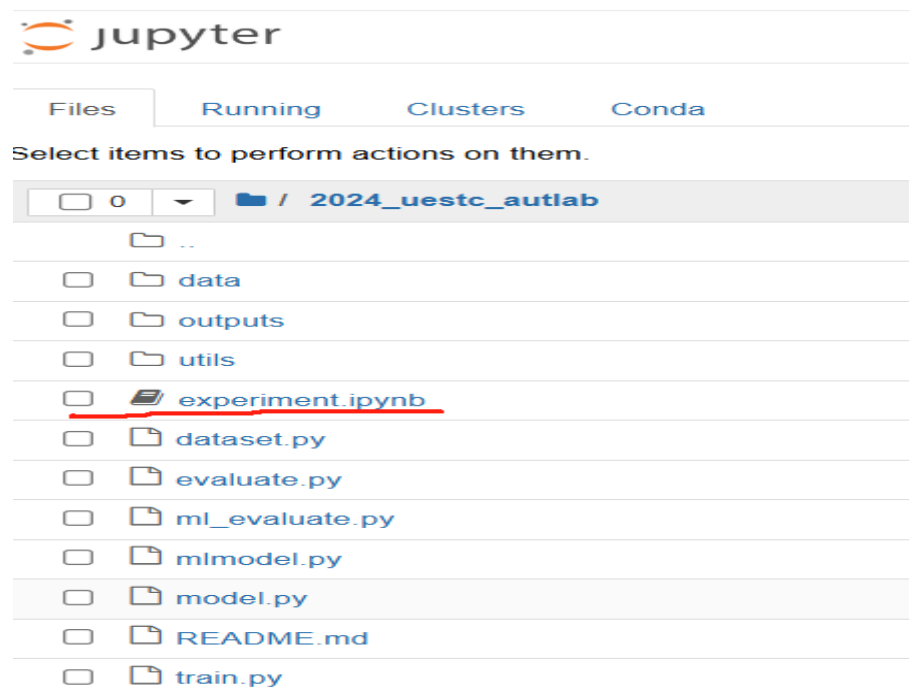 jupyter
Files Running Clusters Conda
Select items to perform actions on them.
0 / 2024_uestc_autlab
..
data
outputs
utils
experiment.ipynb
dataset.py
evaluate.py
ml_evaluate.py
mlmodel.py
model.py
README.md
train.py